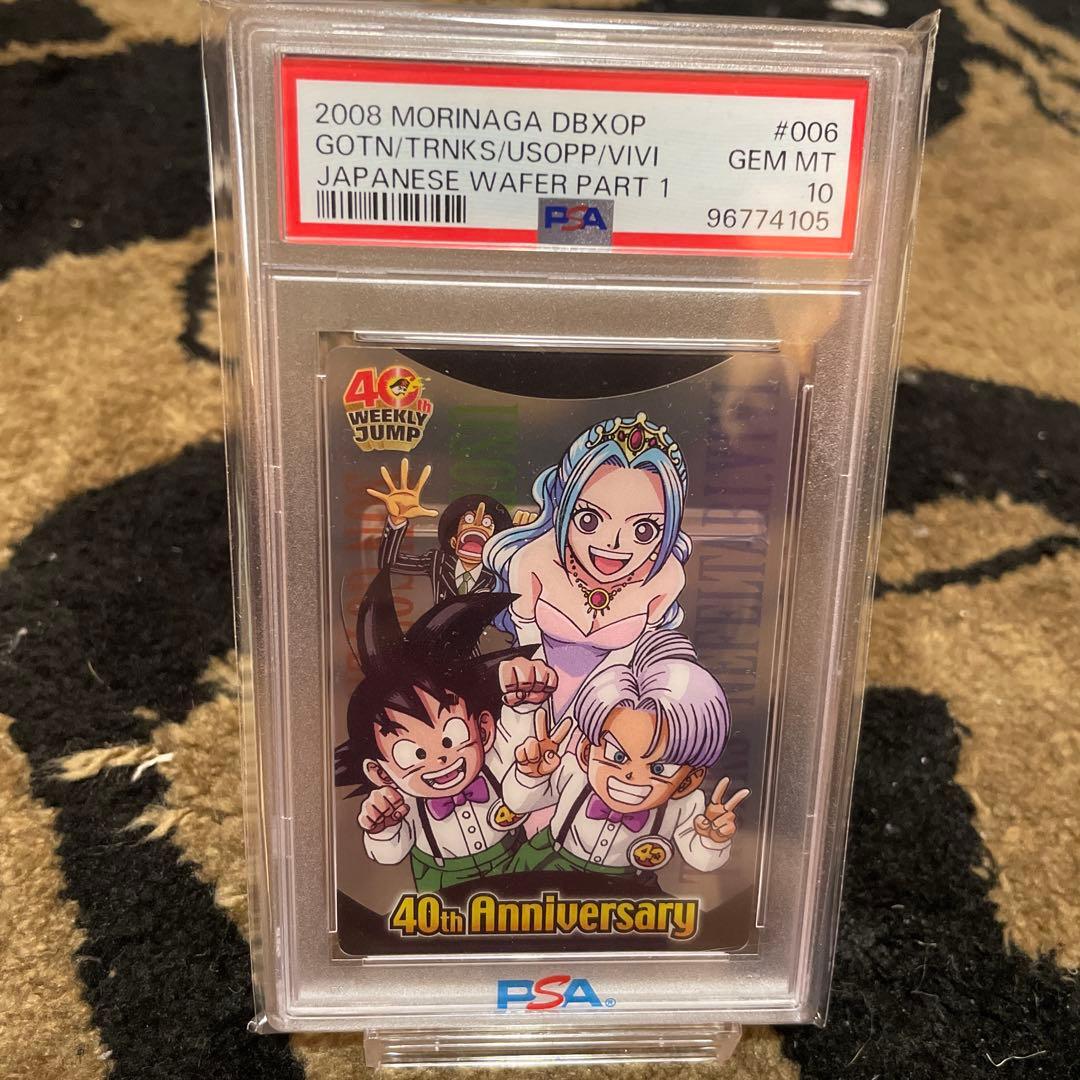 2008 MORINAGA DBXOP #006
GOTN/TRNKS/USOPP/VIVI GEM MT
JAPANESE WAFER PART 1 10
PSA 96774105
40th
WEEKLY
JUMP
40
40th Anniversary
PSA®